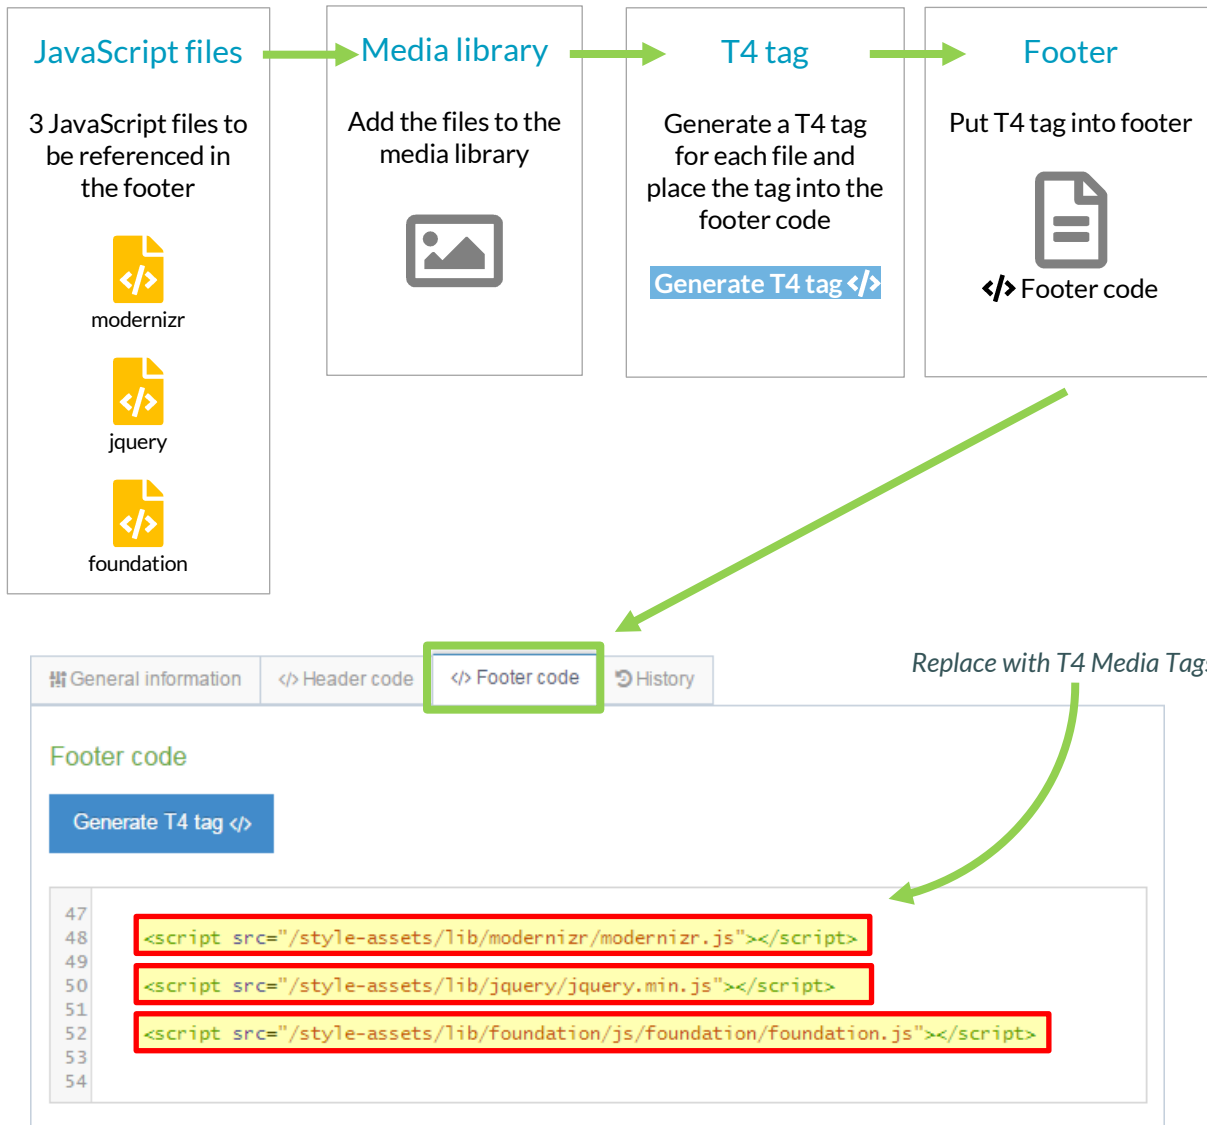 JavaScript files
3 JavaScript files to
be referenced in
the footer
modernizr
jquery
foundation
Media library
Add the files to the
media library
T4 tag
Generate a T4 tag
for each file and
place the tag into the
footer code
Generate T4 tag </>
Footer
Put T4 tag into footer
</> Footer code
Replace with T4 Media Tags
General information
</> Header code
</> Footer code
History
Footer code
Generate T4 tag </>
47
48 <script src="/style-assets/lib/modernizr/modernizr.js"></script>
49
50 <script src="/style-assets/lib/jquery/jquery.min.js"></script>
51
52 <script src="/style-assets/lib/foundation/js/foundation/foundation.js"></script>
53
54